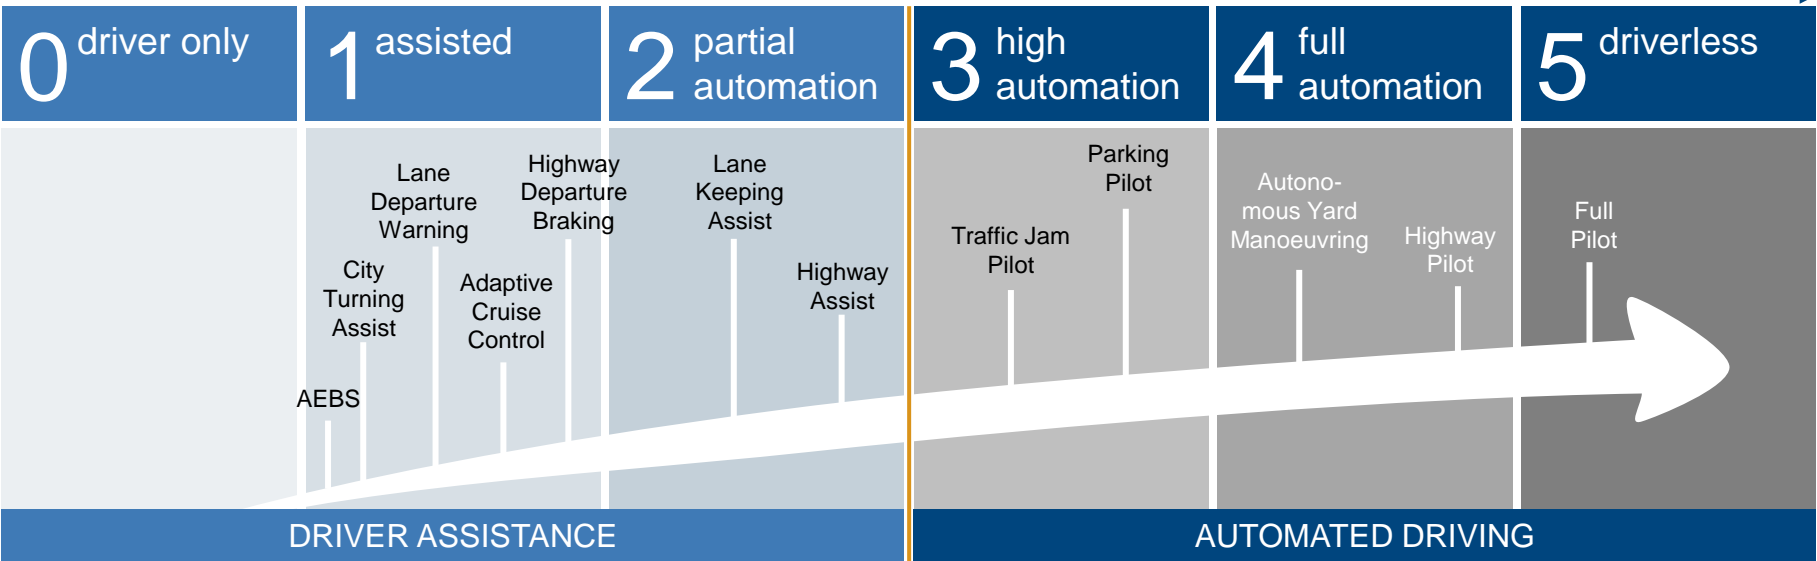 0 driver only
1 assisted
2 partial
automation
3 high
automation
4 full
automation
5 driverless
AEBS
City
Turning
Assist
Lane
Departure
Warning
Adaptive
Cruise
Control
Highway
Departure
Braking
Lane
Keeping
Assist
Highway
Assist
Traffic Jam
Pilot
Parking
Pilot
Autono-
mous Yard
Manoeuvring
Highway
Pilot
Full
Pilot
DRIVER ASSISTANCE
AUTOMATED DRIVING